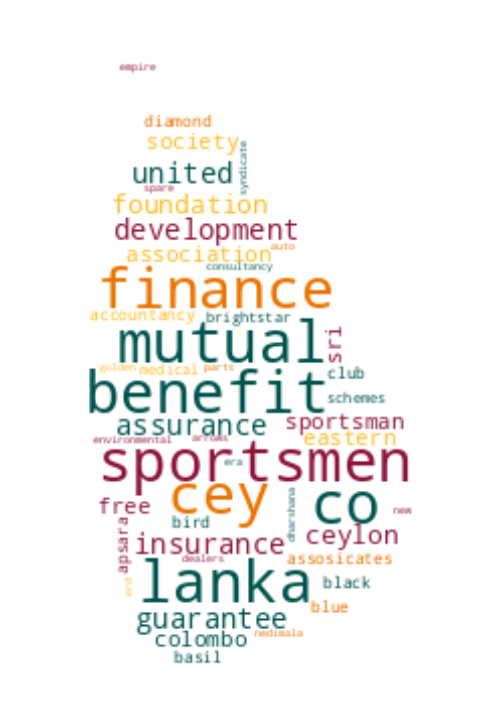 empire
diamond
society
syndicate
united
spare
foundation
development
association
auto
consultancy
finance
accountancy
brightstar
mutual
sri
golden
medical
parts
club
benefit
schemes
assurance
sportsman
environmental
arrows
eastern
sportsmen
era
cey
co
free
dharshana
new
bird
apsara
insurance
ceylon
dealers
assosicates
lanka
erd
black
guarantee
blue
colombo
nedimala
basil